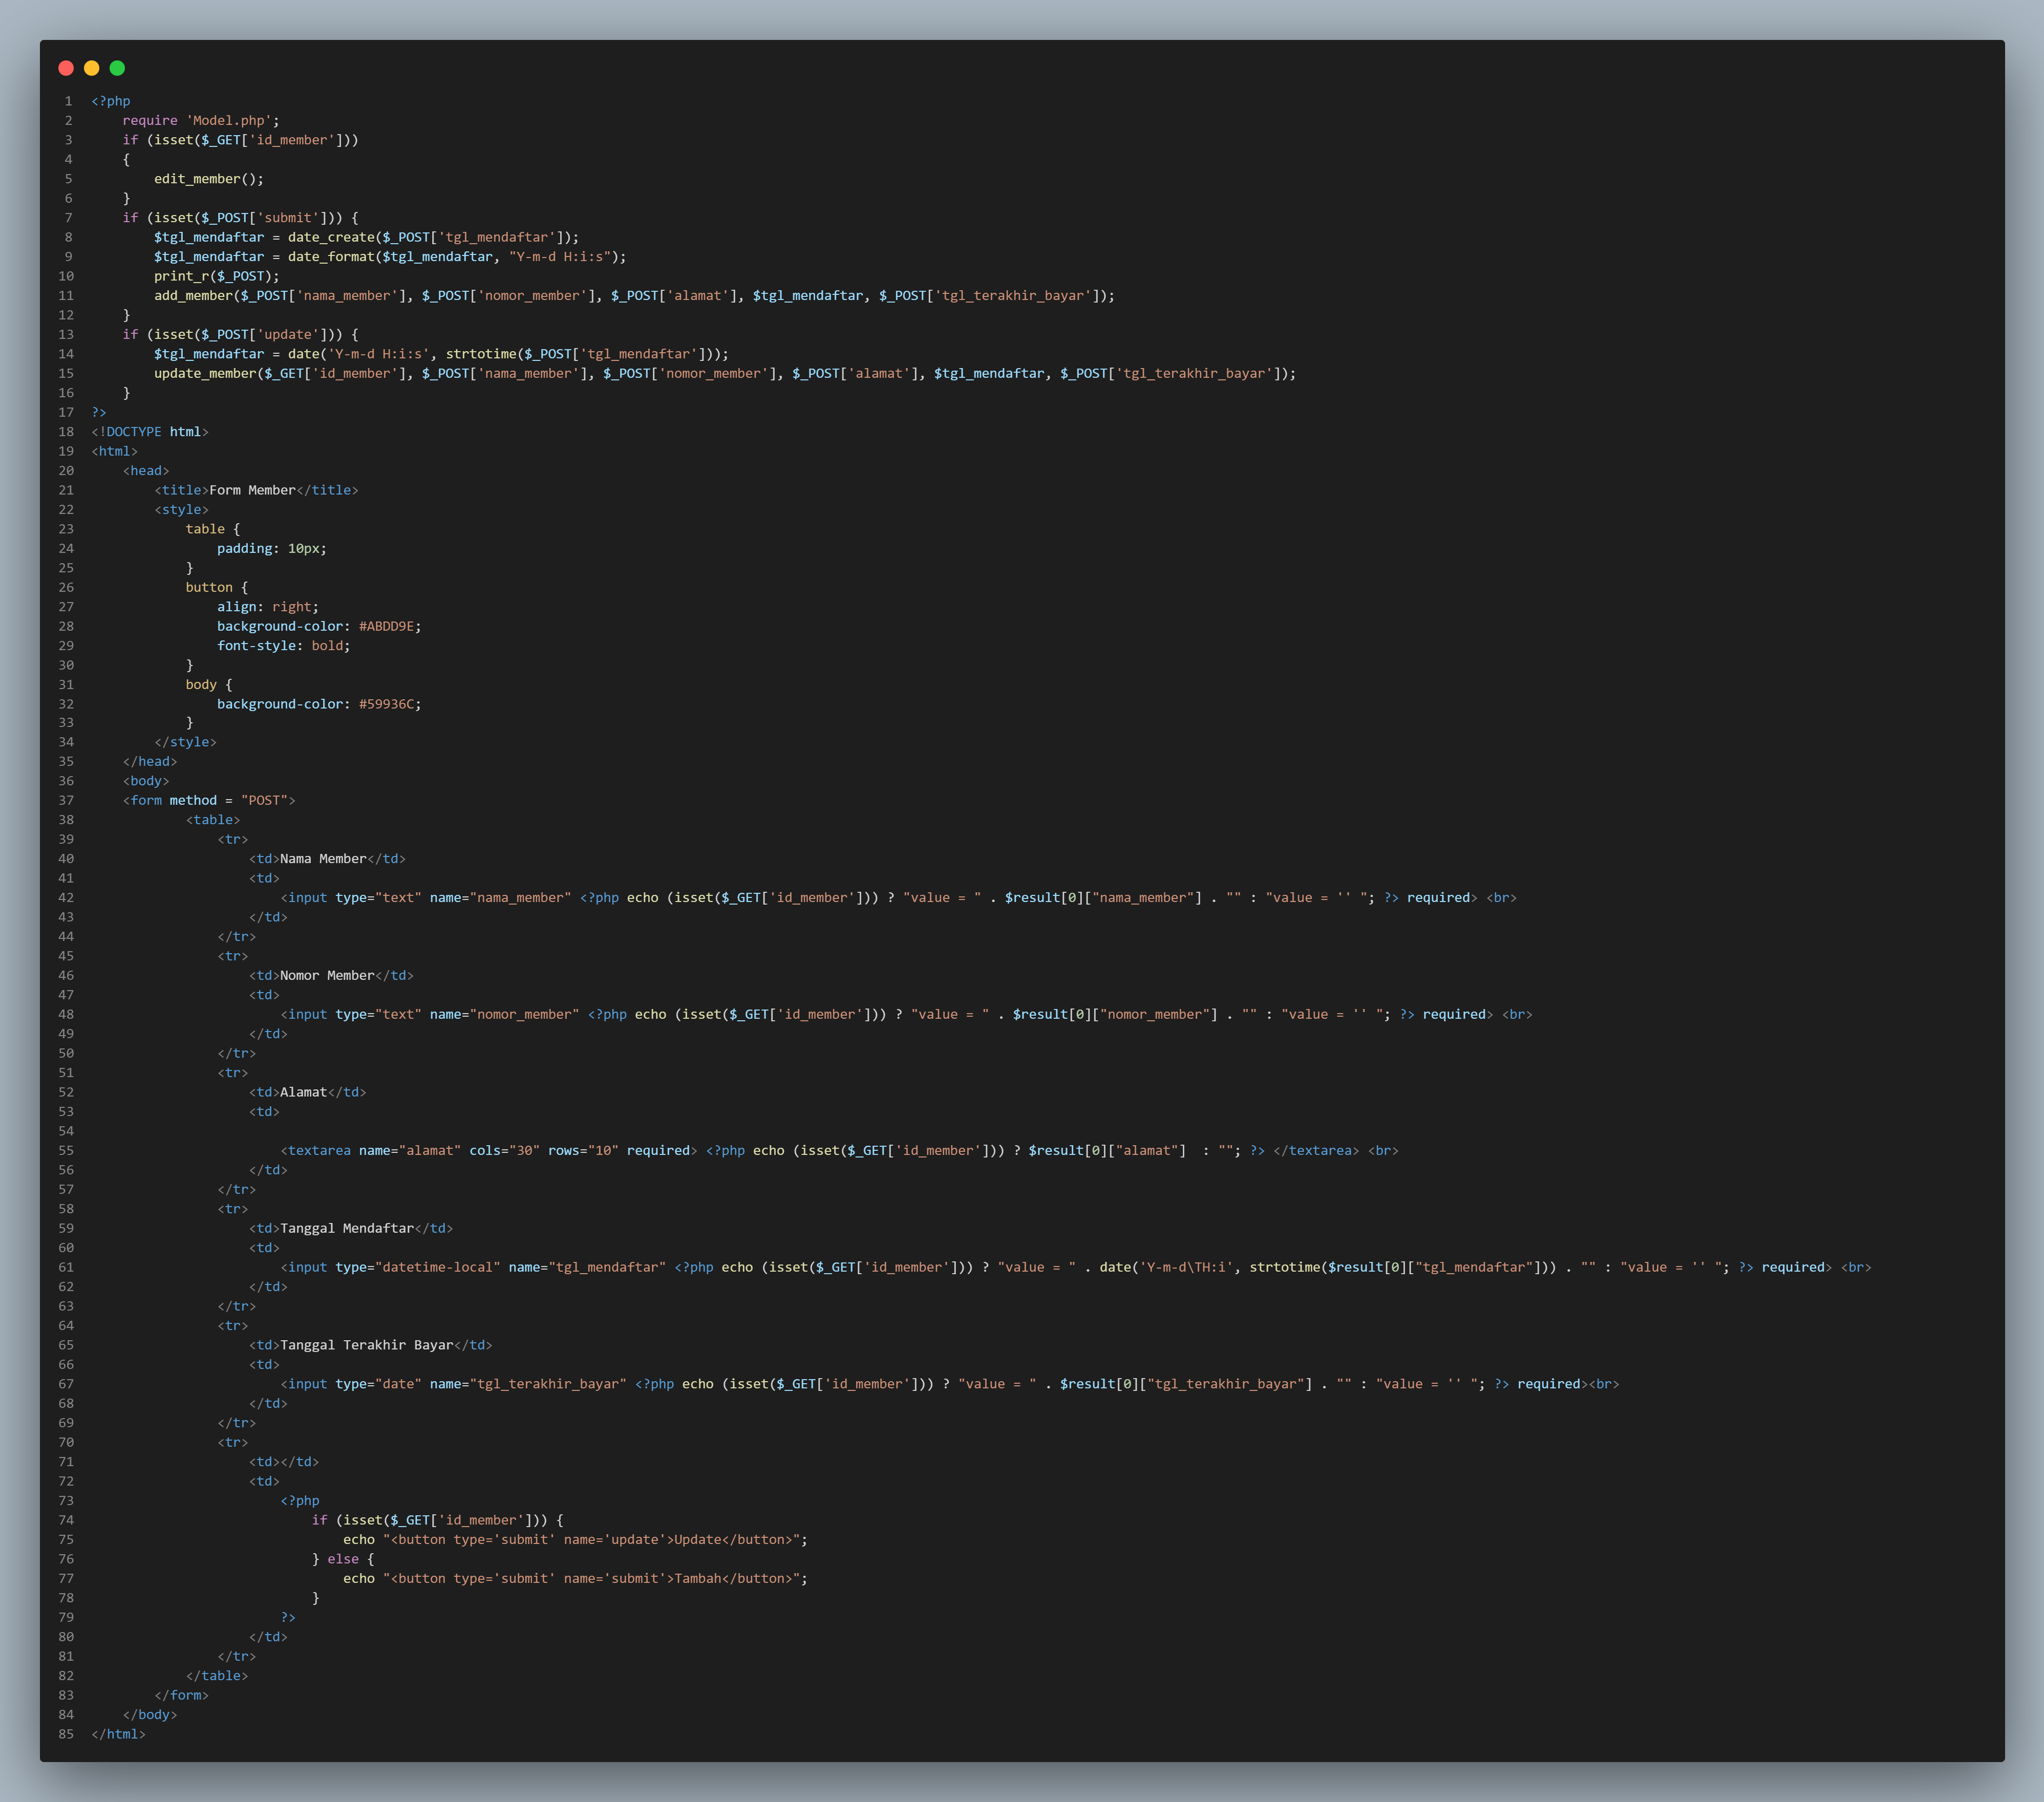 1 <?php
2     require 'Model.php';
3     if (isset($_GET['id_member']))
4     {
5         edit_member();
6     }
7     if (isset($_POST['submit'])) {
8         $tgl_mendaftar = date_create($_POST['tgl_mendaftar']);
9         $tgl_mendaftar = date_format($tgl_mendaftar, "Y-m-d H:i:s");
10         print_r($_POST);
11         add_member($_POST['nama_member'], $_POST['nomor_member'], $_POST['alamat'], $tgl_mendaftar, $_POST['tgl_terakhir_bayar']);
12     }
13     if (isset($_POST['update'])) {
14         $tgl_mendaftar = date('Y-m-d H:i:s', strtotime($_POST['tgl_mendaftar']));
15         update_member($_GET['id_member'], $_POST['nama_member'], $_POST['nomor_member'], $_POST['alamat'], $tgl_mendaftar, $_POST['tgl_terakhir_bayar']);
16     }
17 ?>
18 <!DOCTYPE html>
19 <html>
20     <head>
21         <title>Form Member</title>
22         <style>
23             table {
24                 padding: 10px;
25             }
26             button {
27                 align: right;
28                 background-color: #ABDD9E;
29                 font-style: bold;
30             }
31             body {
32                 background-color: #59936C;
33             }
34         </style>
35     </head>
36     <body>
37     <form method = "POST">
38             <table>
39                 <tr>
40                     <td>Nama Member</td>
41                     <td>
42                         <input type="text" name="nama_member" <?php echo (isset($_GET['id_member'])) ? "value = " . $result[0]["nama_member"] . "" : "value = '' "; ?> required> <br>
43                     </td>
44                 </tr>
45                 <tr>
46                     <td>Nomor Member</td>
47                     <td>
48                         <input type="text" name="nomor_member" <?php echo (isset($_GET['id_member'])) ? "value = " . $result[0]["nomor_member"] . "" : "value = '' "; ?> required> <br>
49                     </td>
50                 </tr>
51                 <tr>
52                     <td>Alamat</td>
53                     <td>
54
55                         <textarea name="alamat" cols="30" rows="10" required> <?php echo (isset($_GET['id_member'])) ? $result[0]["alamat"]  : ""; ?> </textarea> <br>
56                     </td>
57                 </tr>
58                 <tr>
59                     <td>Tanggal Mendaftar</td>
60                     <td>
61                         <input type="datetime-local" name="tgl_mendaftar" <?php echo (isset($_GET['id_member'])) ? "value = " . date('Y-m-d\TH:i', strtotime($result[0]["tgl_mendaftar"])) . "" : "value = '' "; ?> required> <br>
62                     </td>
63                 </tr>
64                 <tr>
65                     <td>Tanggal Terakhir Bayar</td>
66                     <td>
67                         <input type="date" name="tgl_terakhir_bayar" <?php echo (isset($_GET['id_member'])) ? "value = " . $result[0]["tgl_terakhir_bayar"] . "" : "value = '' "; ?> required><br>
68                     </td>
69                 </tr>
70                 <tr>
71                     <td></td>
72                     <td>
73                         <?php
74                             if (isset($_GET['id_member'])) {
75                                 echo "<button type='submit' name='update'>Update</button>";
76                             } else {
77                                 echo "<button type='submit' name='submit'>Tambah</button>";
78                             }
79                         ?>
80                     </td>
81                 </tr>
82             </table>
83         </form>
84     </body>
85 </html>